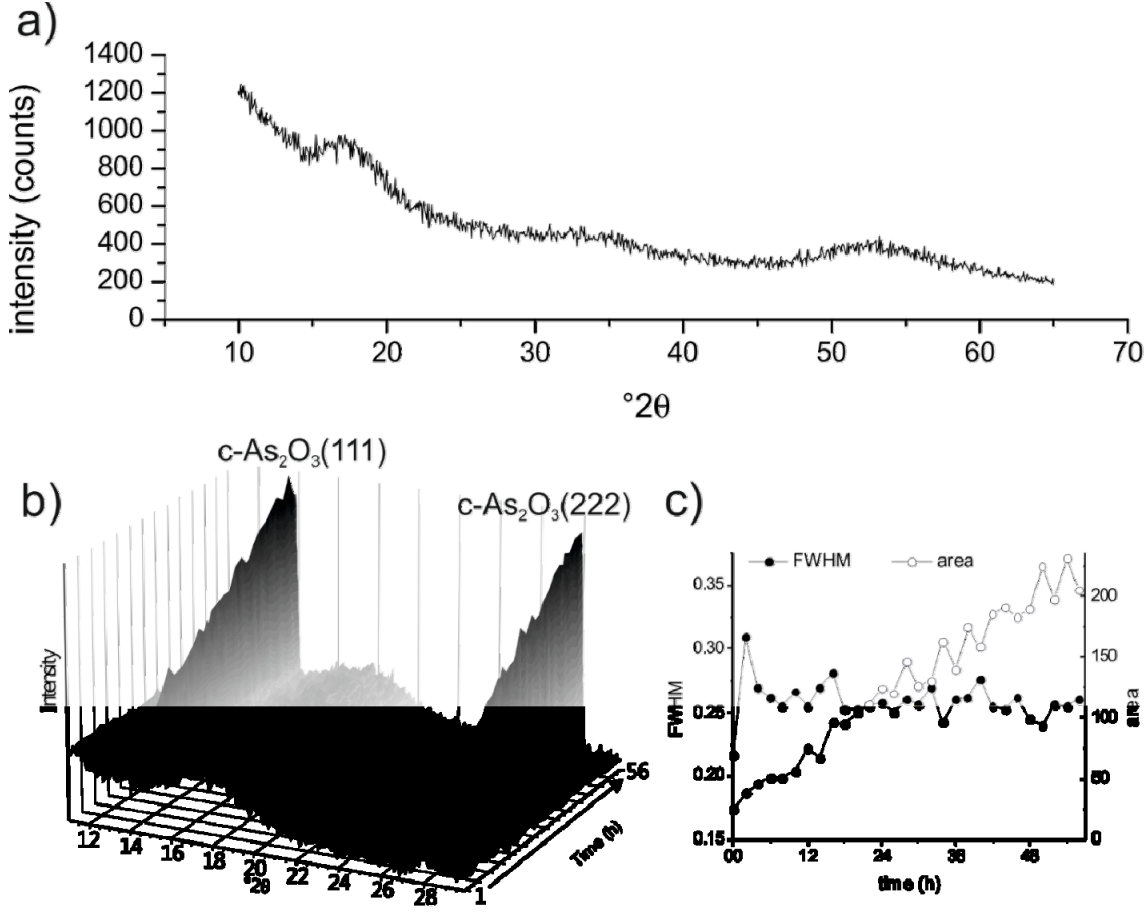 a)
1400
1200
1000
800
600
400
200
0
intensity (counts)
10 20 30 40 50 60 70
°2θ
b)
c-As₂O₃(111)
c-As₂O₃(222)
Intensity
12 14 16 18 20 22 24 26 28
°2θ
1
56
Time (h)
c)
FWHM area
0.35
0.30
0.25
0.20
0.15
FWHM
200
150
100
50
0
area
00 12 24 36 48
time (h)